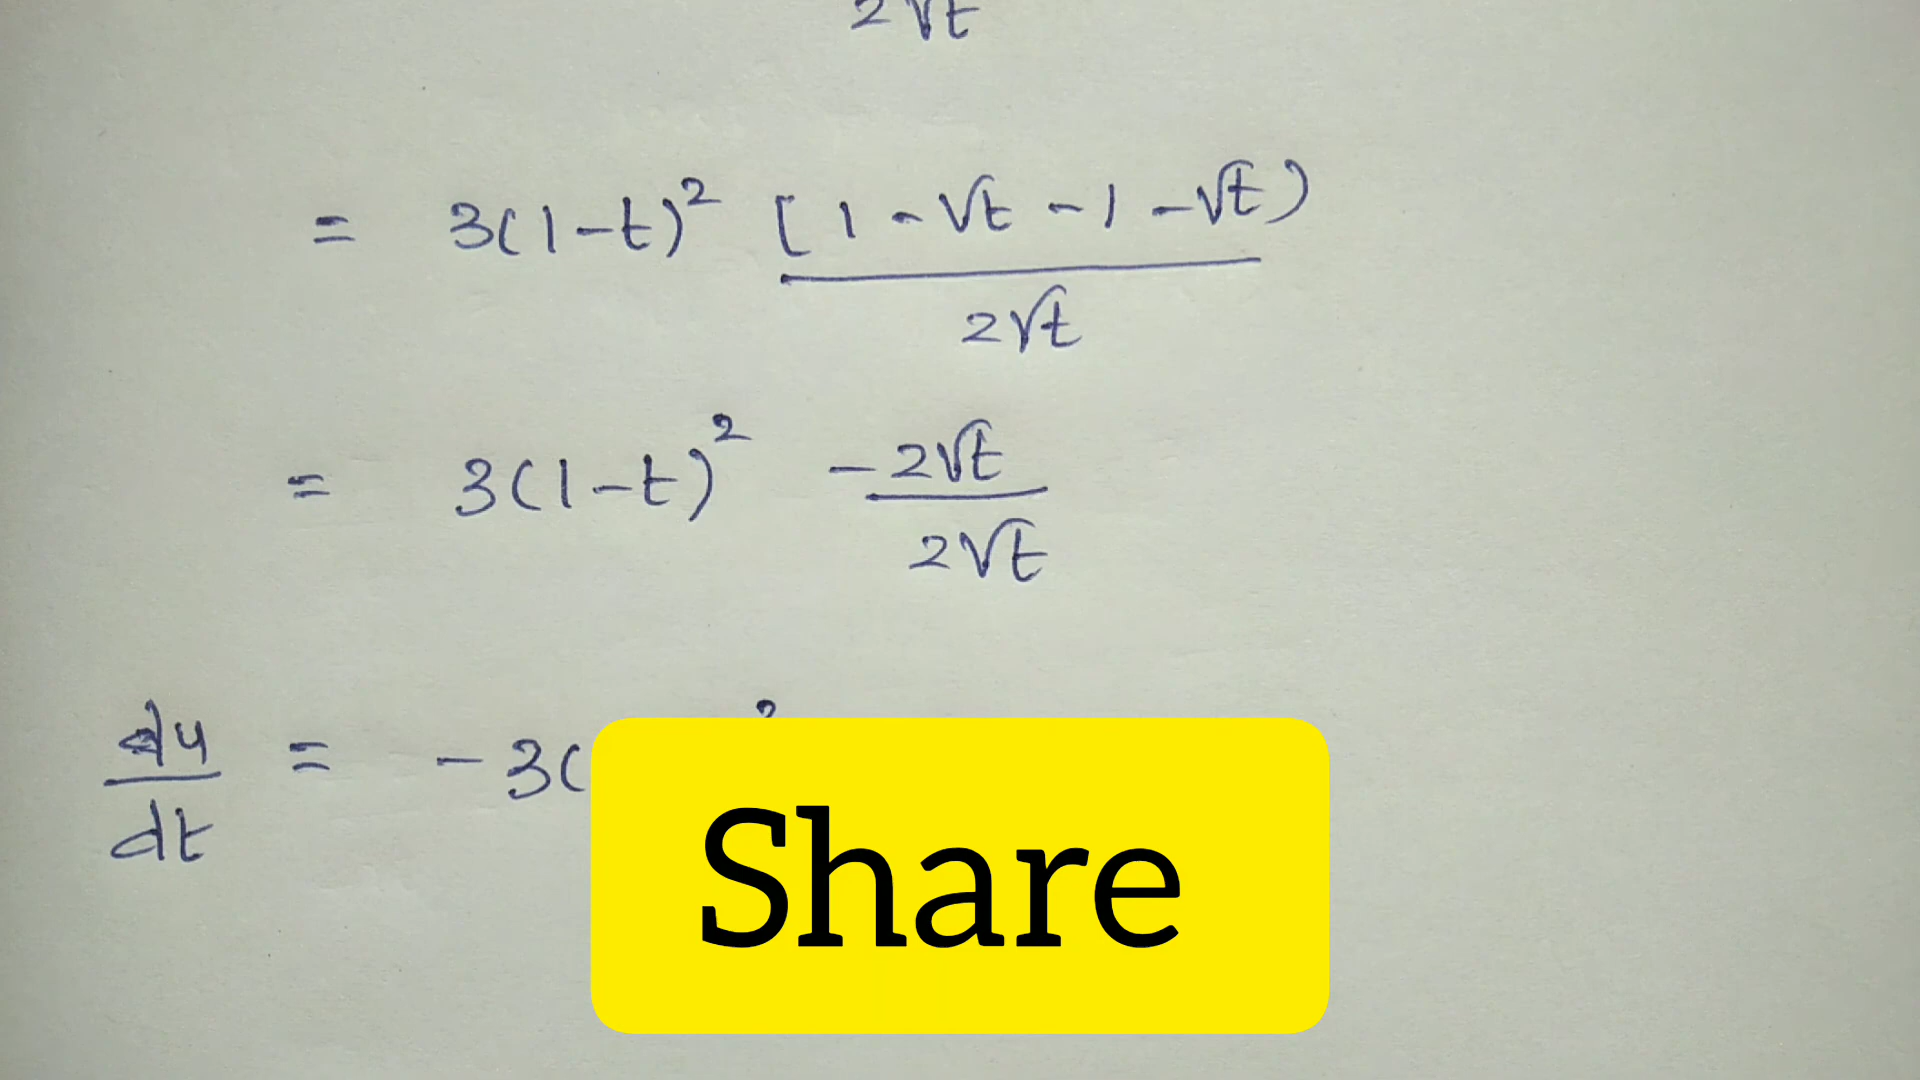 2√t
= 3(1-t)² [1-√t-1-√t)
2√t
= 3(1-t)² -2√t
2√t
dy = -3(
dt
Share